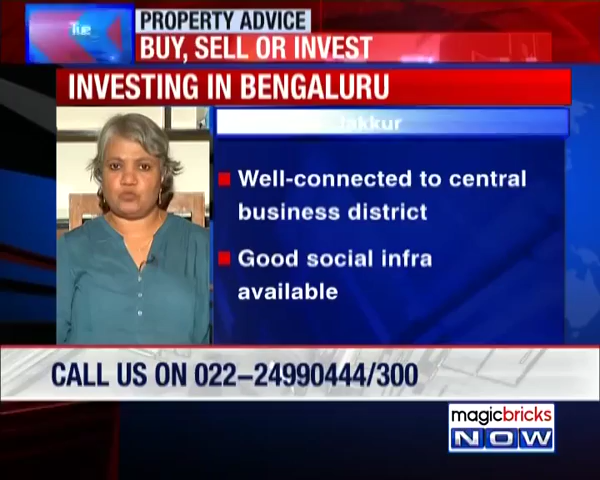 PROPERTY ADVICE
BUY, SELL OR INVEST
INVESTING IN BENGALURU
Jakkur
Well-connected to central
business district
Good social infra
available
CALL US ON 022–24990444/300
magicbricks
NOW